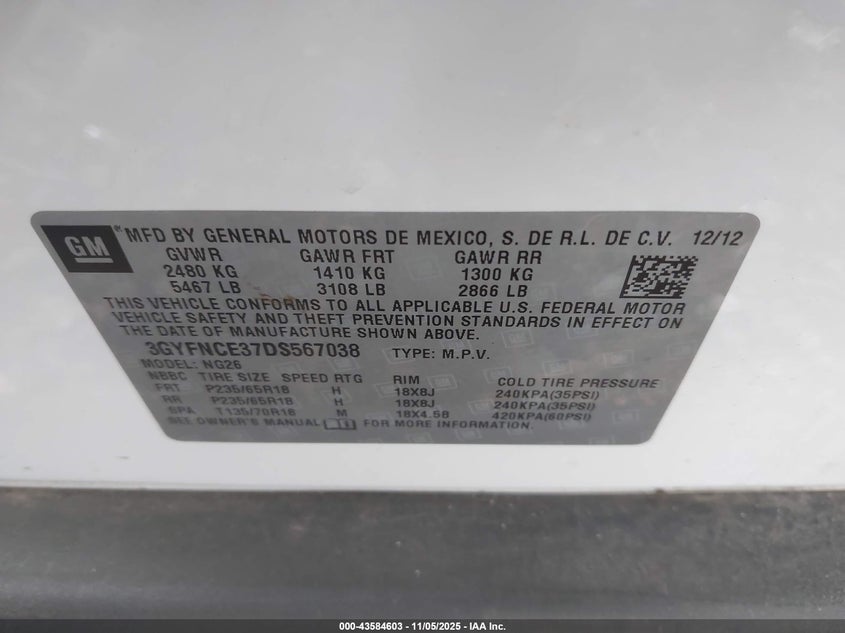 GM
MFD BY GENERAL MOTORS DE MEXICO, S. DE R.L. DE C.V. 12/12
GVWR GAWR FRT GAWR RR
2480 KG 1410 KG 1300 KG
5467 LB 3108 LB 2866 LB
THIS VEHICLE CONFORMS TO ALL APPLICABLE U.S. FEDERAL MOTOR
VEHICLE SAFETY AND THEFT PREVENTION STANDARDS IN EFFECT ON
THE DATE OF MANUFACTURE SHOWN ABOVE.
3GYFNCE37DS567038 TYPE: M.P.V.
MODEL: NG26
NBBC TIRE SIZE SPEED RTG RIM COLD TIRE PRESSURE
FRT P235/65R18 H 18X8J 240KPA(35PSI)
RR P235/65R18 H 18X8J 240KPA(35PSI)
SPA T135/70R18 M 18X4.5B 420KPA(60PSI)
SEE OWNER'S MANUAL FOR MORE INFORMATION.
000-43584603 — 11/05/2025 — IAA Inc.